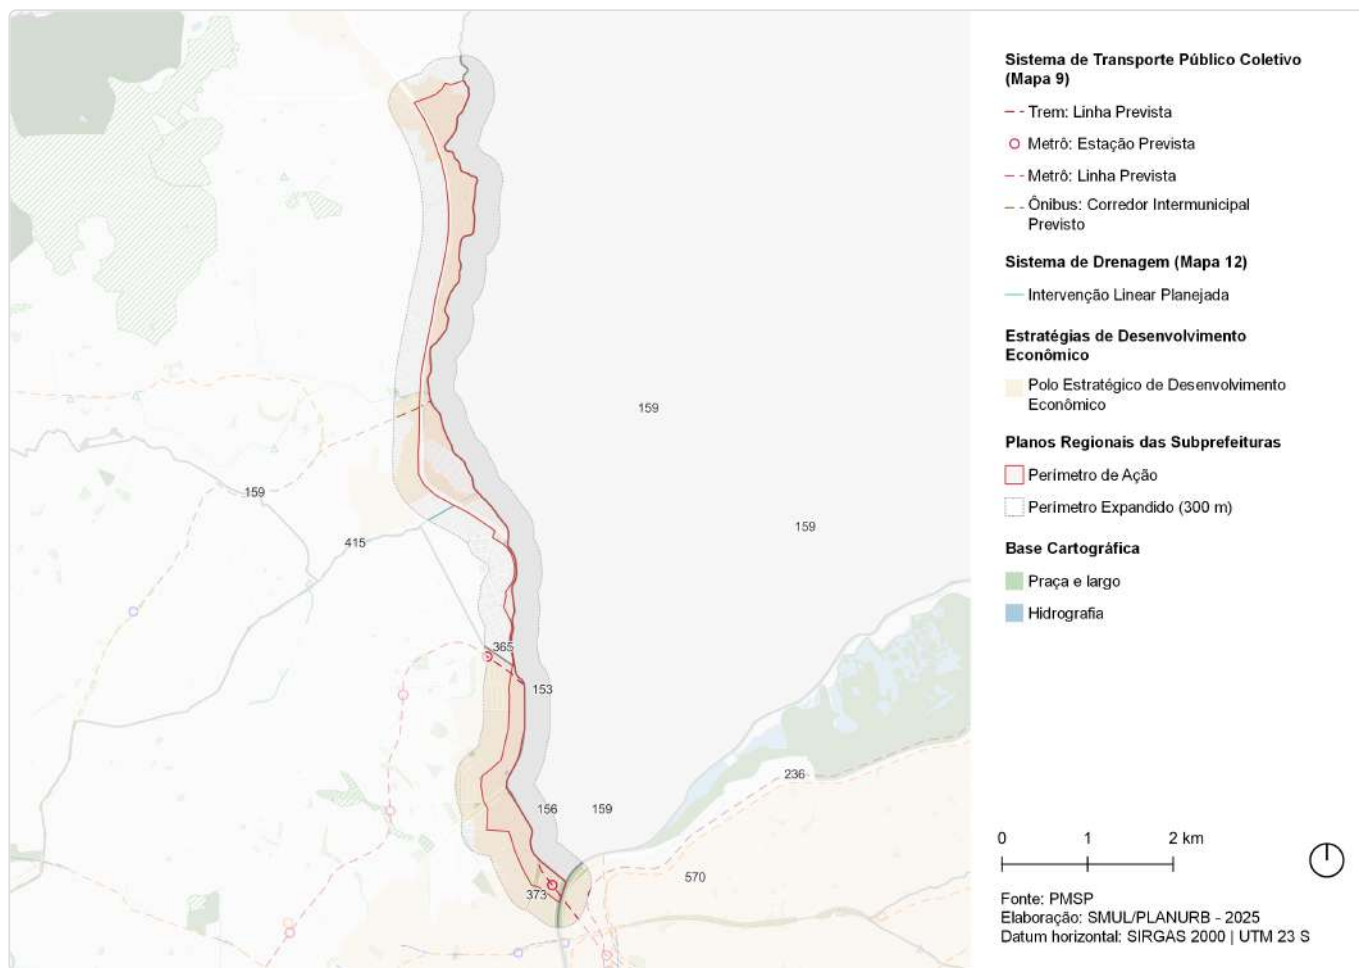 Sistema de Transporte Público Coletivo
(Mapa 9)
Trem: Linha Prevista
Metrô: Estação Prevista
Metrô: Linha Prevista
Ônibus: Corredor Intermunicipal
Previsto
Sistema de Drenagem (Mapa 12)
Intervenção Linear Planejada
Estratégias de Desenvolvimento
Econômico
Polo Estratégico de Desenvolvimento
Econômico
Planos Regionais das Subprefeituras
Perímetro de Ação
Perímetro Expandido (300 m)
Base Cartográfica
Praça e largo
Hidrografia
159
159
159
415
365
153
236
156
159
570
373
0 1 2 km
Fonte: PMSP
Elaboração: SMUL/PLANURB - 2025
Datum horizontal: SIRGAS 2000 | UTM 23 S